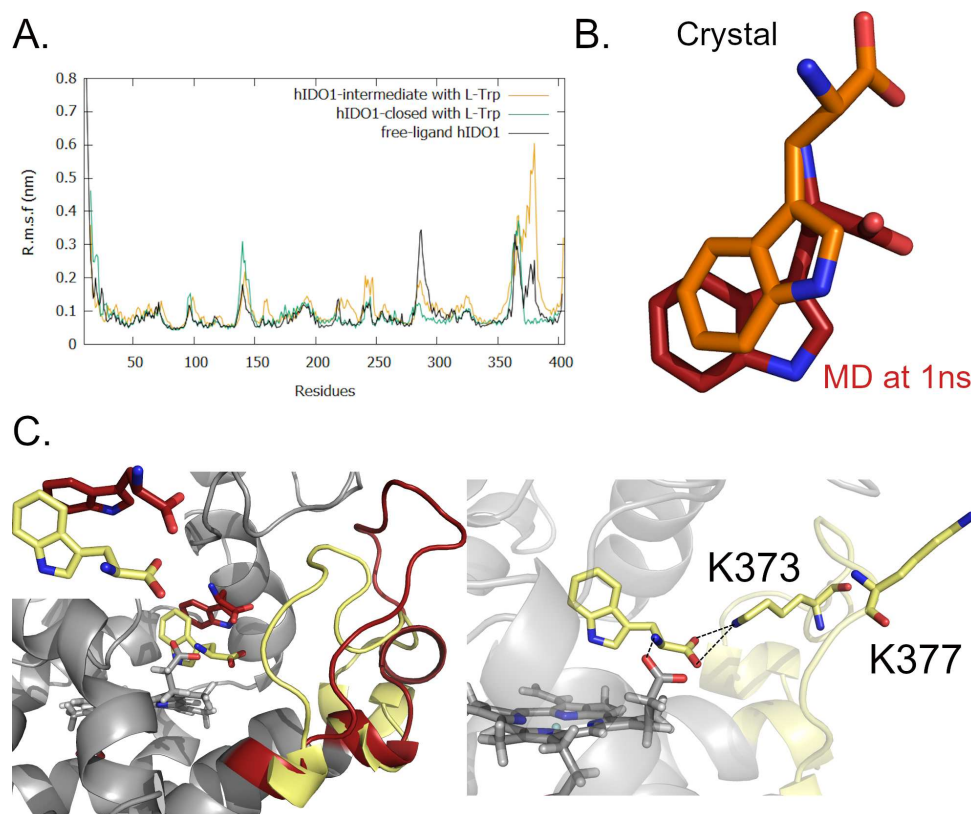 A.
B.
Crystal
0.8
0.7
0.6
0.5
0.4
0.3
0.2
0.1
0
R.m.s.f (nm)
hIDO1-intermediate with L-Trp
hIDO1-closed with L-Trp
free-ligand hIDO1
50 100 150 200 250 300 350 400
Residues
MD at 1ns
C.
K373
K377